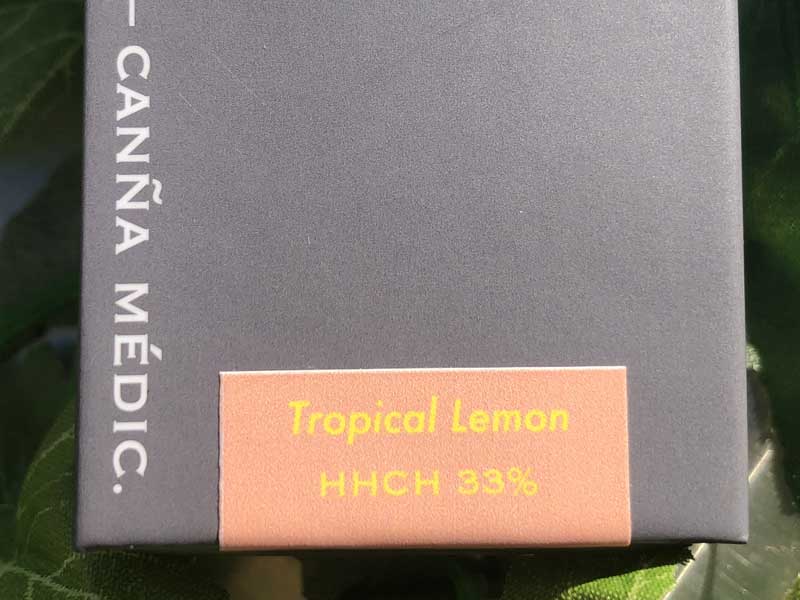 — CANÑA MÉDIC.
Tropical Lemon
HHCH 33%